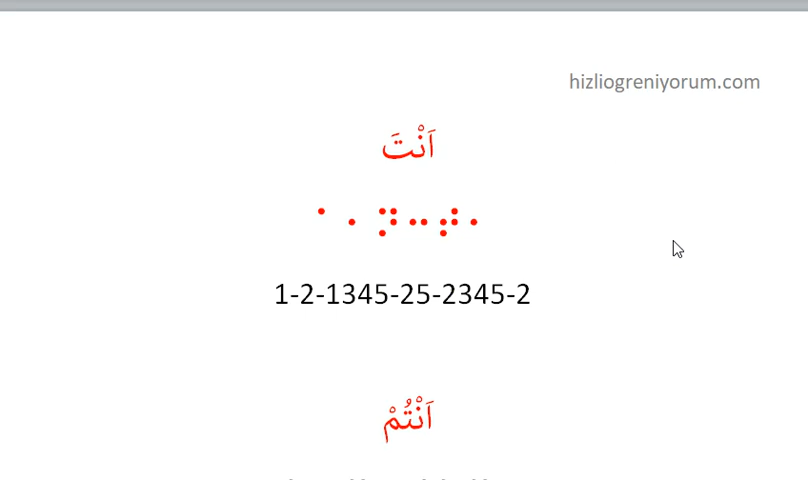 hizliogreniyorum.com
اَنْتَ
⠁⠂⠝⠒⠞⠂
1-2-1345-25-2345-2
اَنْتُمْ